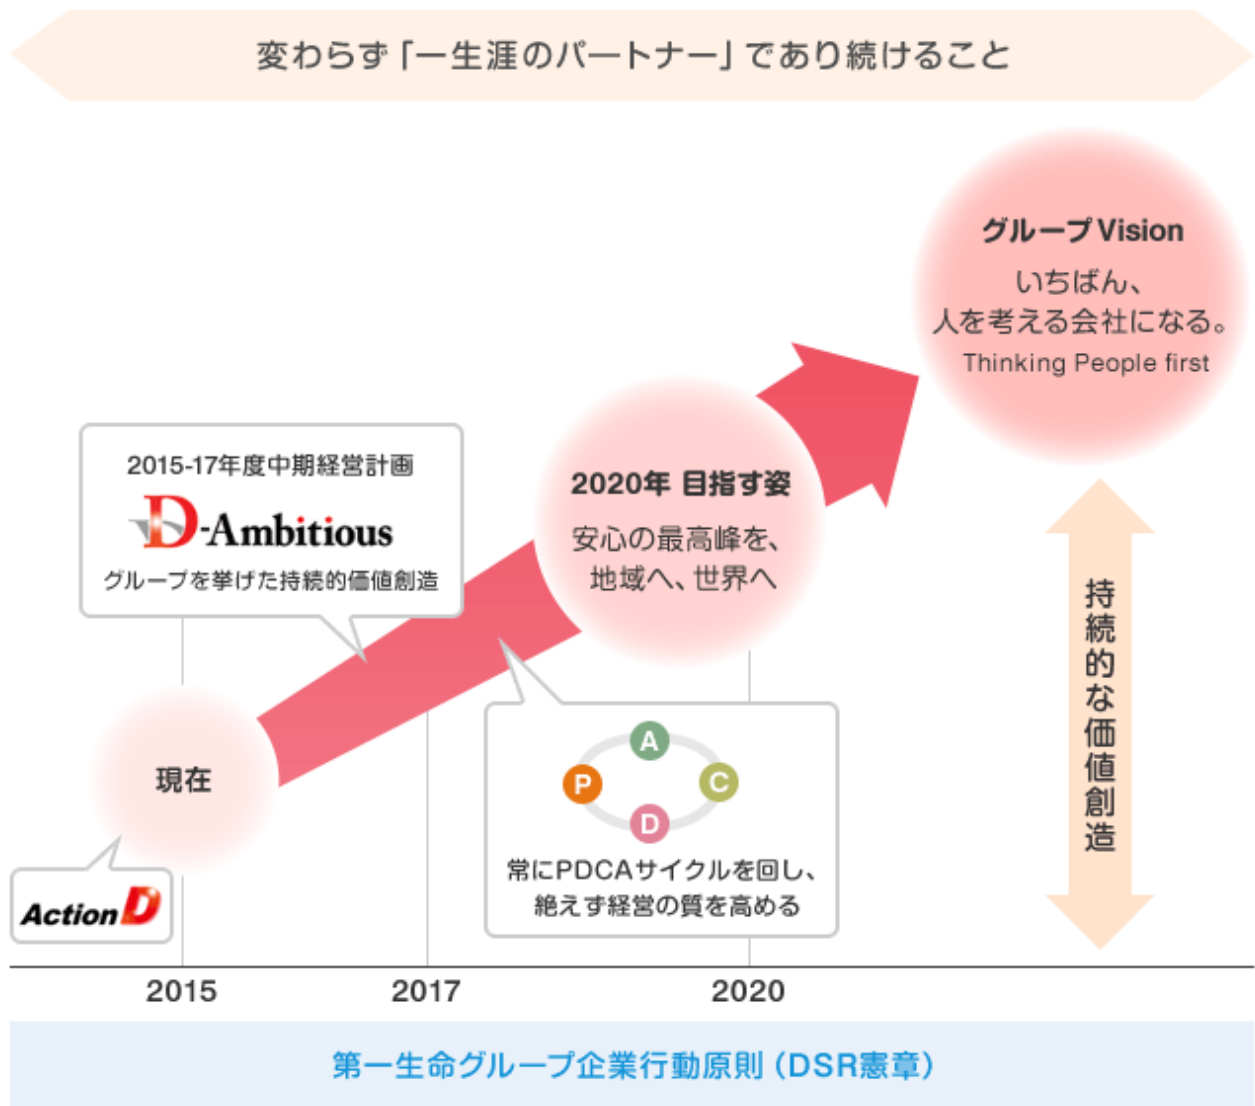 変わらず「一生涯のパートナー」であり続けること
グループVision
いちばん、
人を考える会社になる。
Thinking People first
2015-17年度中期経営計画
D-Ambitious
グループを挙げた持続的価値創造
2020年 目指す姿
安心の最高峰を、
地域へ、世界へ
持続的な価値創造
現在
Action D
A
P
C
D
常にPDCAサイクルを回し、
絶えず経営の質を高める
2015
2017
2020
第一生命グループ企業行動原則（DSR憲章）